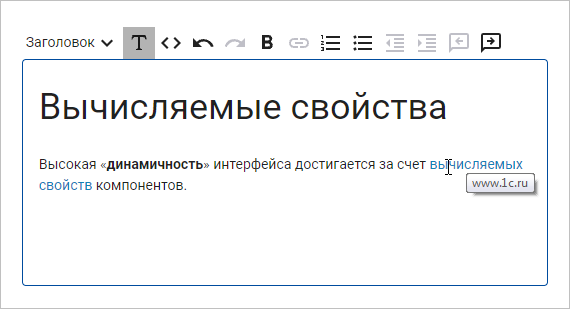 Заголовок
Вычисляемые свойства
Высокая «динамичность» интерфейса достигается за счет вычисляемых
свойств компонентов.
www.1c.ru